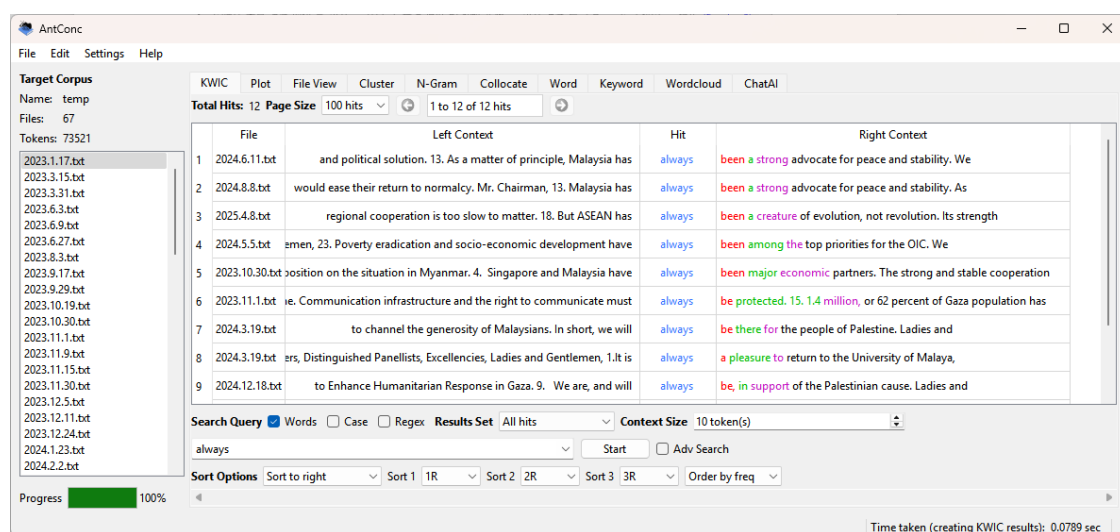 AntConc
File Edit Settings Help
Target Corpus
Name: temp
Files: 67
Tokens: 73521
2023.1.17.txt
2023.3.15.txt
2023.3.31.txt
2023.6.3.txt
2023.6.9.txt
2023.6.27.txt
2023.8.3.txt
2023.9.17.txt
2023.9.29.txt
2023.10.19.txt
2023.10.30.txt
2023.11.1.txt
2023.11.9.txt
2023.11.15.txt
2023.11.30.txt
2023.12.5.txt
2023.12.11.txt
2023.12.24.txt
2024.1.23.txt
2024.2.2.txt
Progress 100%
KWIC Plot File View Cluster N-Gram Collocate Word Keyword Wordcloud ChatAI
Total Hits: 12 Page Size 100 hits 1 to 12 of 12 hits
File Left Context Hit Right Context
1 2024.6.11.txt and political solution. 13. As a matter of principle, Malaysia has always been a strong advocate for peace and stability. We
2 2024.8.8.txt would ease their return to normalcy. Mr. Chairman, 13. Malaysia has always been a strong advocate for peace and stability. As
3 2025.4.8.txt regional cooperation is too slow to matter. 18. But ASEAN has always been a creature of evolution, not revolution. Its strength
4 2024.5.5.txt emen, 23. Poverty eradication and socio-economic development have always been among the top priorities for the OIC. We
5 2023.10.30.txt position on the situation in Myanmar. 4. Singapore and Malaysia have always been major economic partners. The strong and stable cooperation
6 2023.11.1.txt ne. Communication infrastructure and the right to communicate must always be protected. 15. 1.4 million, or 62 percent of Gaza population has
7 2024.3.19.txt to channel the generosity of Malaysians. In short, we will always be there for the people of Palestine. Ladies and
8 2024.3.19.txt ers, Distinguished Panellists, Excellencies, Ladies and Gentlemen, 1.It is always a pleasure to return to the University of Malaya,
9 2024.12.18.txt to Enhance Humanitarian Response in Gaza. 9. We are, and will always be, in support of the Palestinian cause. Ladies and
Search Query Words Case Regex Results Set All hits Context Size 10 token(s)
always Start Adv Search
Sort Options Sort to right Sort 1 1R Sort 2 2R Sort 3 3R Order by freq
Time taken (creating KWIC results): 0.0789 sec